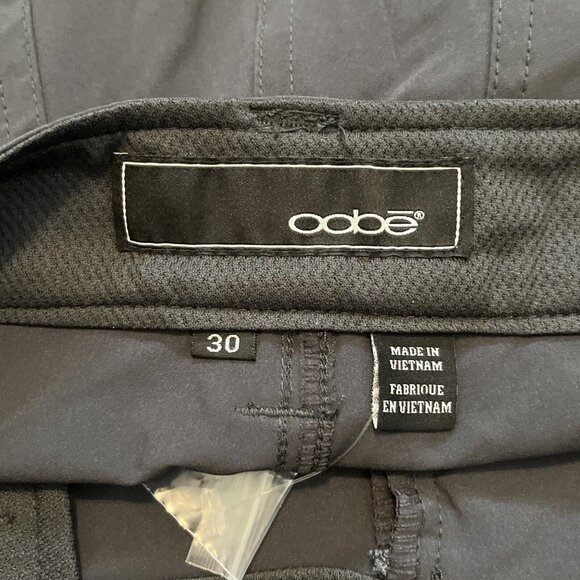 oobē®
30
MADE IN
VIETNAM
FABRIQUE
EN VIETNAM